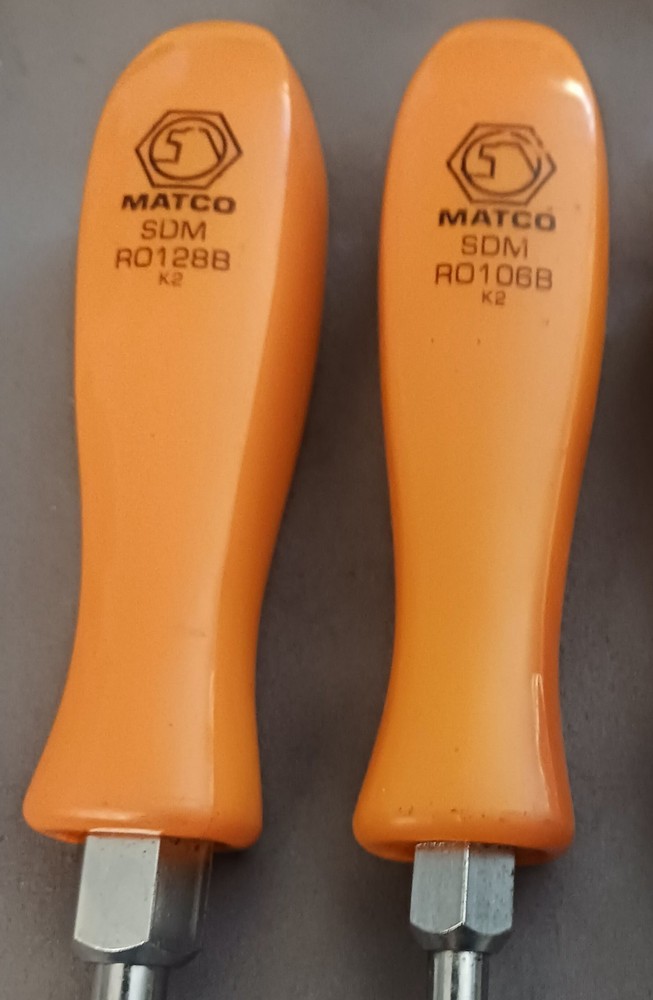 MATCO
SDM
RO128B
K2
MATCO
SDM
RO106B
K2